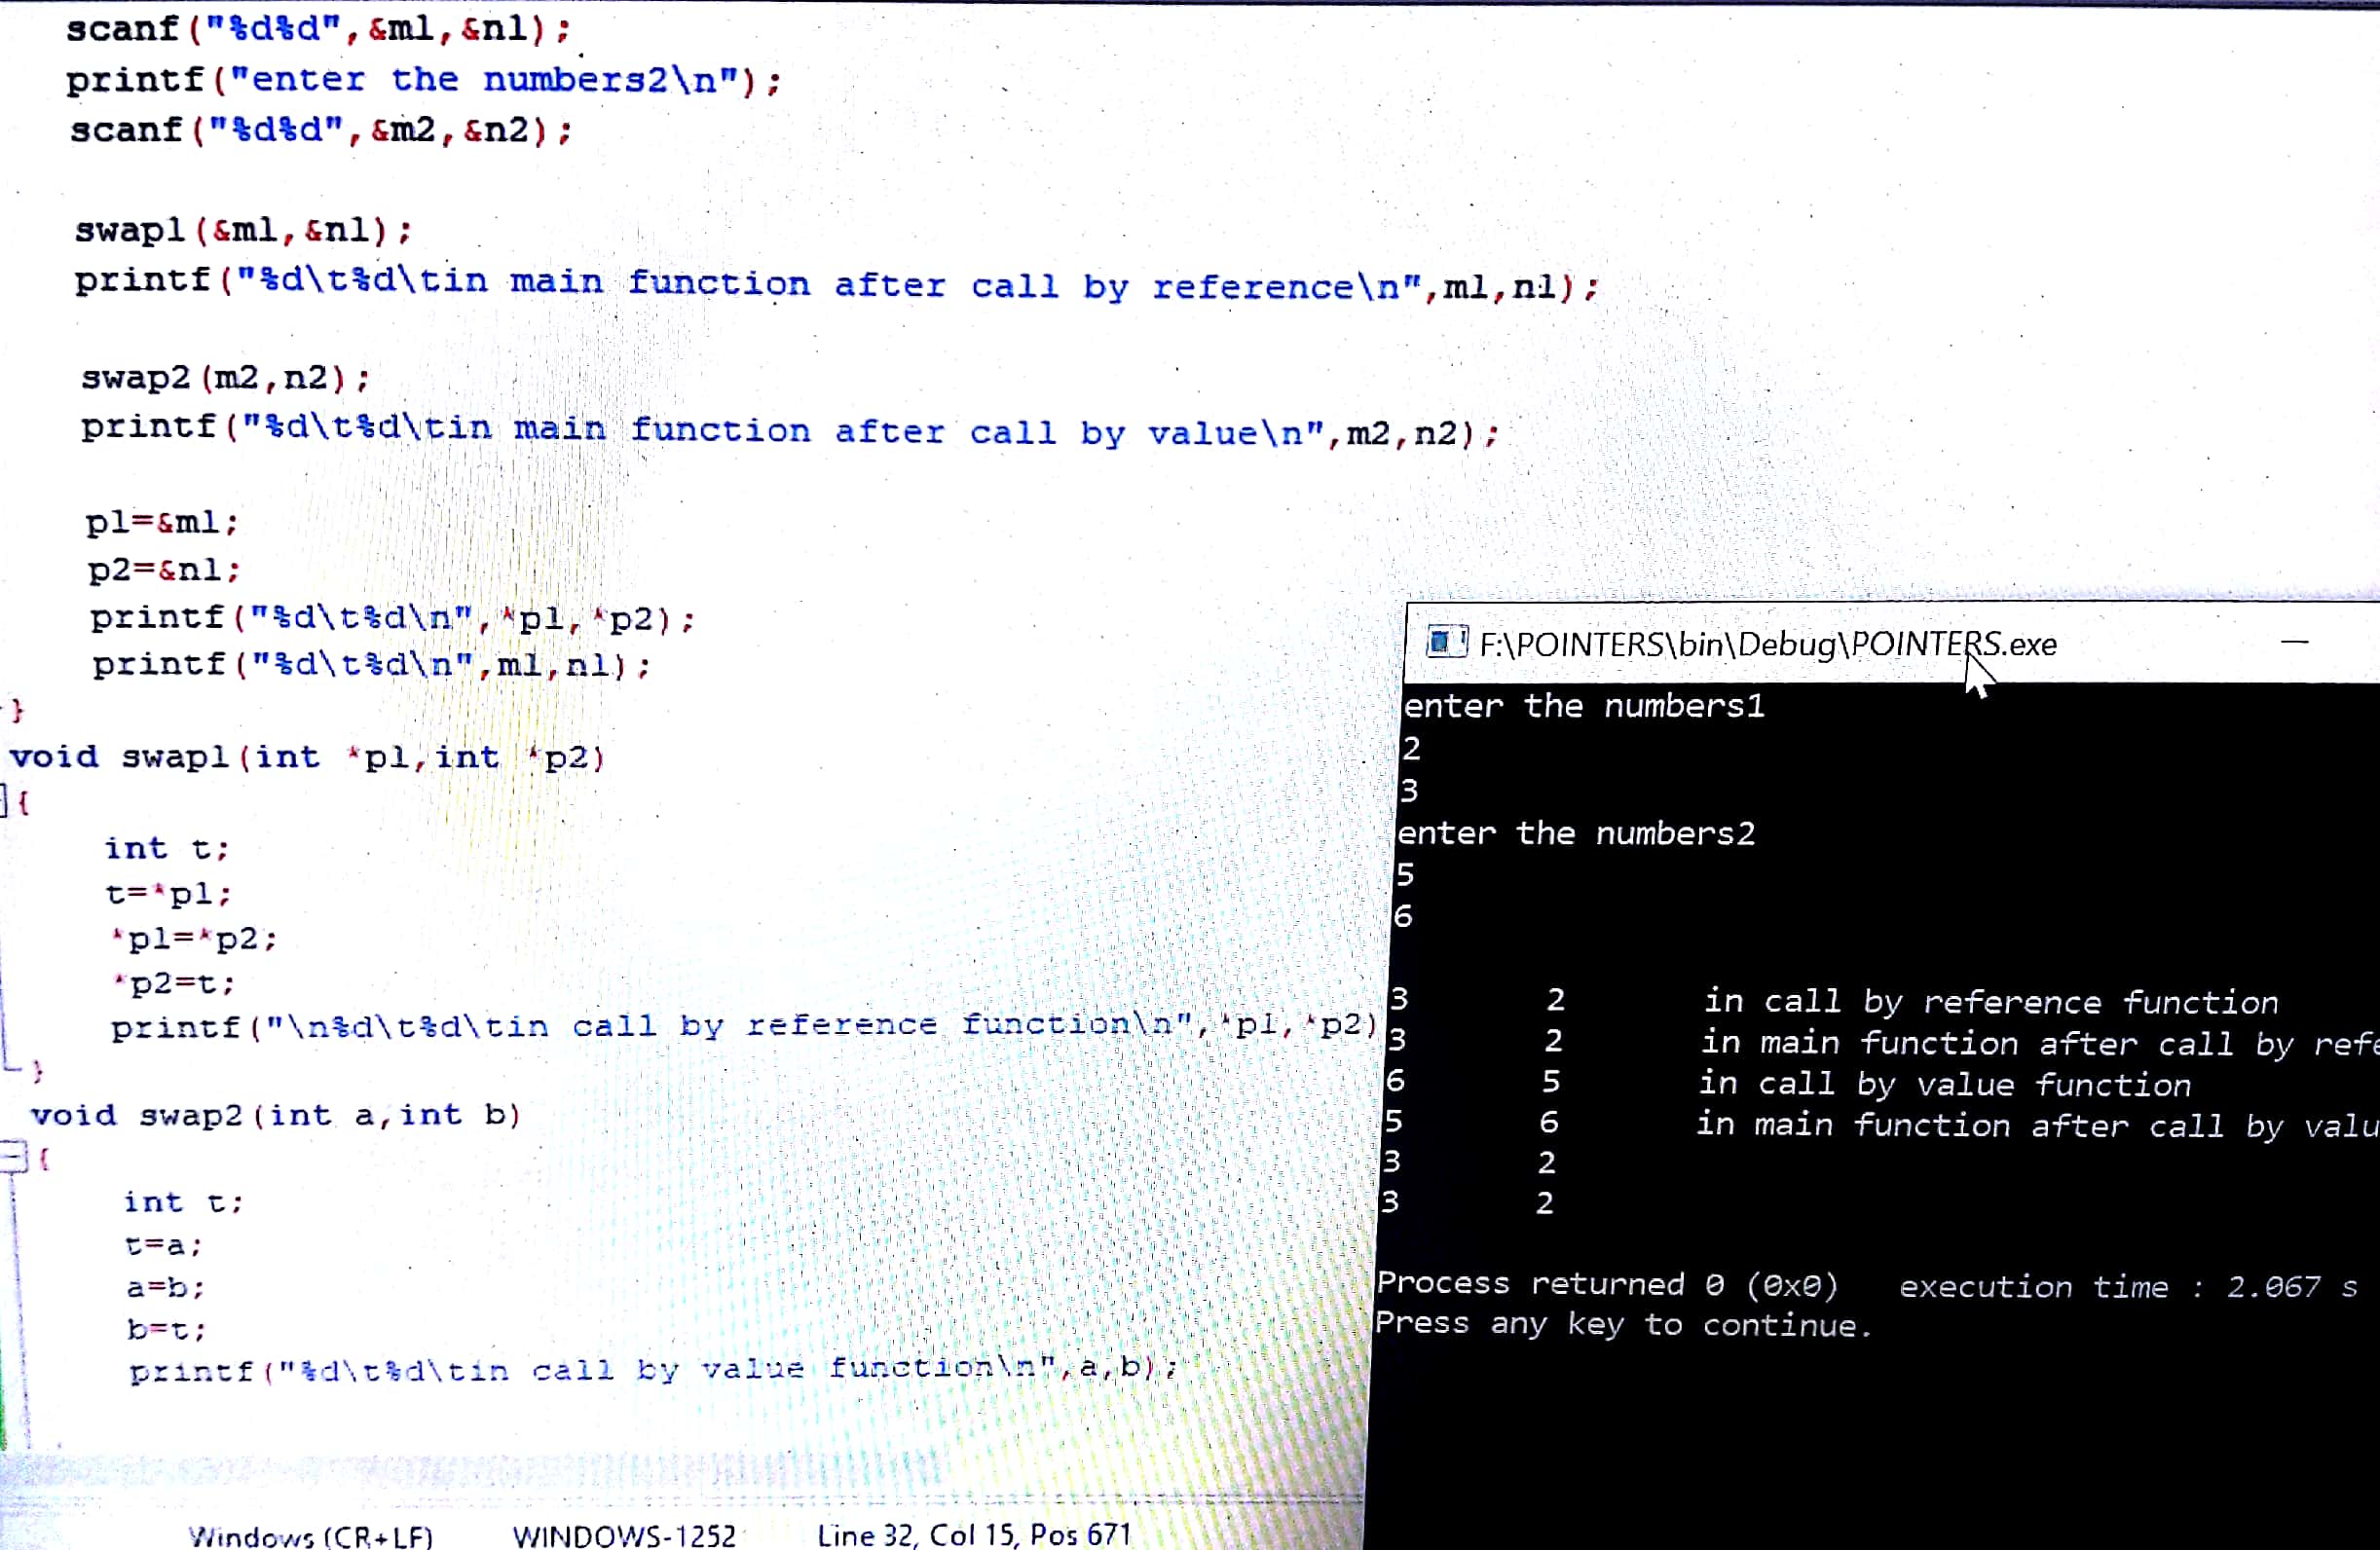 scanf("%d%d",&m1,&n1);
printf("enter the numbers2\n");
scanf("%d%d",&m2,&n2);
swap1(&m1,&n1);
printf("%d\t%d\tin main function after call by reference\n",m1,n1);
swap2(m2,n2);
printf("%d\t%d\tin main function after call by value\n",m2,n2);
p1=&m1;
p2=&n1;
printf("%d\t%d\n",*p1,*p2);
printf("%d\t%d\n",m1,n1);
}
void swap1(int *p1,int *p2)
{
int t;
t=*p1;
*p1=*p2;
*p2=t;
printf("\n%d\t%d\tin call by reference function\n",*p1,*p2)
}
void swap2(int a,int b)
{
int t;
t=a;
a=b;
b=t;
printf("%d\t%d\tin call by value function\n",a,b);
Windows (CR+LF) WINDOWS-1252 Line 32, Col 15, Pos 671
F:\POINTERS\bin\Debug\POINTERS.exe
enter the numbers1
2
3
enter the numbers2
5
6
3 2 in call by reference function
3 2 in main function after call by refe
6 5 in call by value function
5 6 in main function after call by valu
3 2
3 2
Process returned 0 (0x0) execution time : 2.067 s
Press any key to continue.